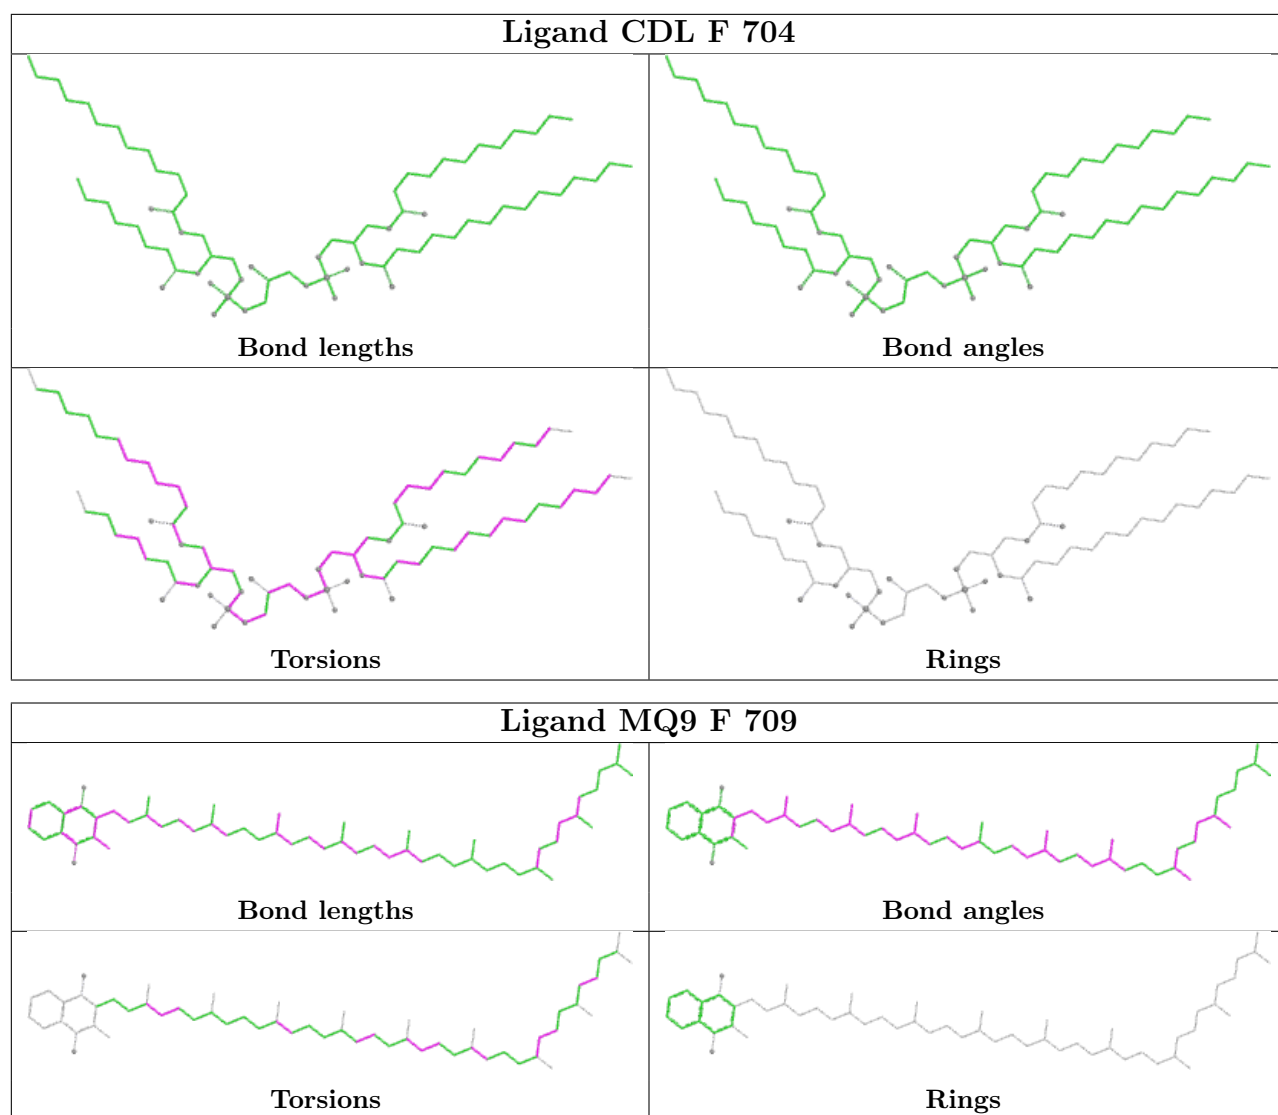 Ligand CDL F 704
Bond lengths
Bond angles
Torsions
Rings
Ligand MQ9 F 709
Bond lengths
Bond angles
Torsions
Rings